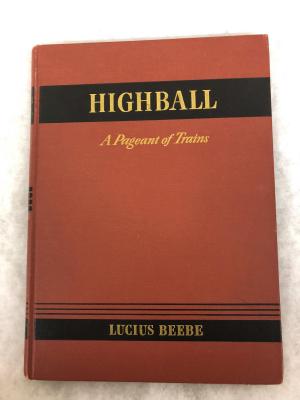 HIGHBALL
A Pageant of Trains
LUCIUS BEEBE